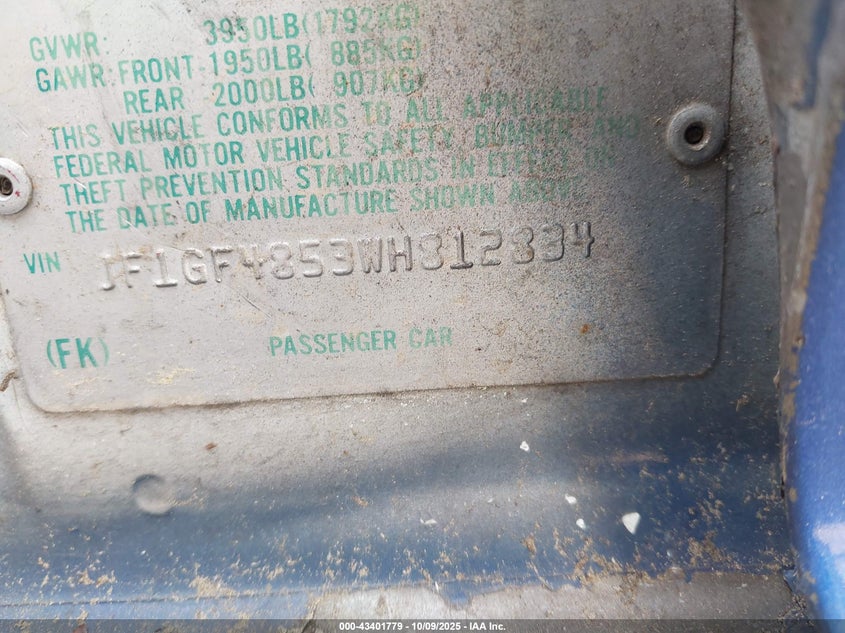 GVWR: 3950LB(1792KG)
GAWR:FRONT 1950LB( 885KG)
REAR 2000LB( 907KG)
THIS VEHICLE CONFORMS TO ALL APPLICABLE
FEDERAL MOTOR VEHICLE SAFETY, BUMPER, AND
THEFT PREVENTION STANDARDS IN EFFECT ON
THE DATE OF MANUFACTURE SHOWN ABOVE
VIN JF1GF4853WH812834
(FK) PASSENGER CAR
000-43401779 - 10/09/2025 - IAA Inc.